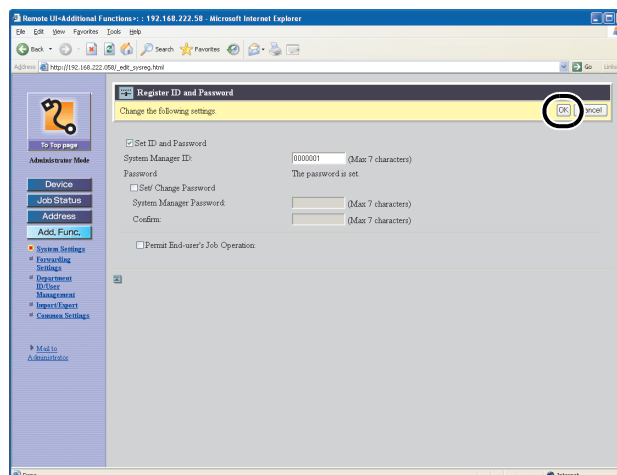 Remote UI<Additional Functions>: : 192.168.222.58 - Microsoft Internet Explorer
File Edit View Fgvorites Tools Help
Back Search Favorites
Address http://192.168.222.058/_edit_sysreg.html Go Links
Register ID and Password
Change the following settings.
OK Cancel
To Top page
Administrator Mode
Device
Job Status
Address
Add. Func.
System Settings
Forwarding
Settings
Department
ID/User
Management
Import/Export
Common Settings
Mail to
Administrator
Set ID and Password
System Manager ID: 0000001 (Max 7 characters)
Password The password is set.
Set/ Change Password
System Manager Password: (Max 7 characters)
Confirm: (Max 7 characters)
Permit End-user's Job Operation:
Internet